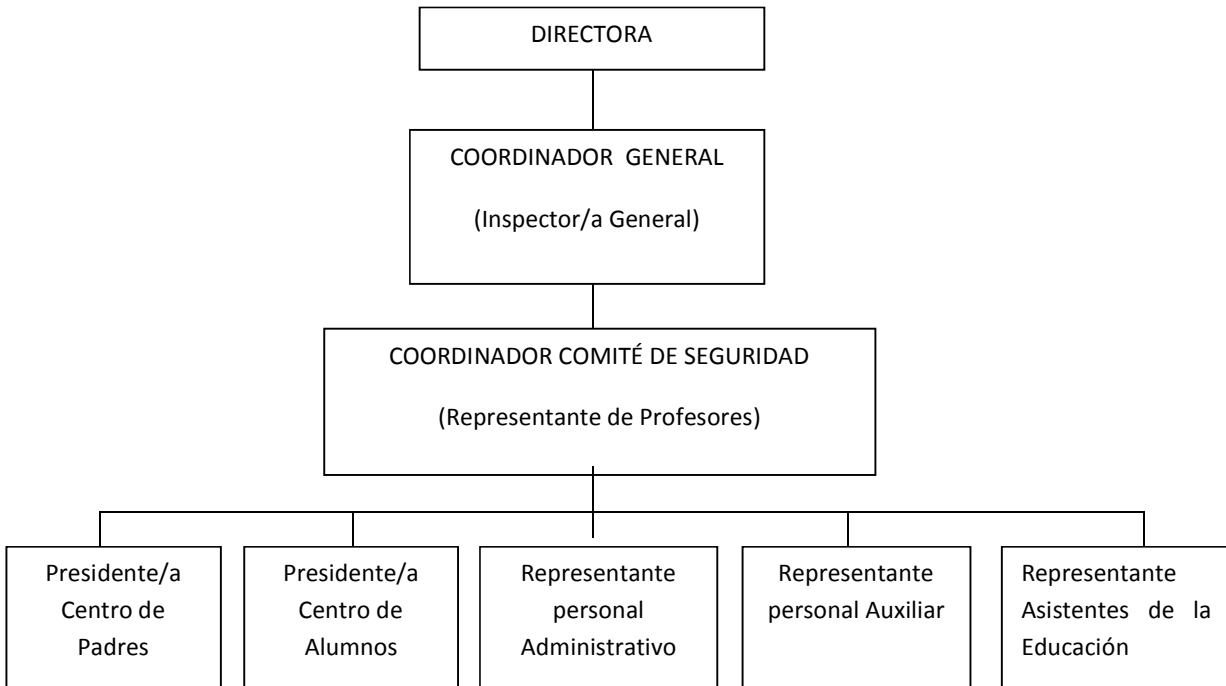 DIRECTORA
COORDINADOR GENERAL
(Inspector/a General)
COORDINADOR COMITÉ DE SEGURIDAD
(Representante de Profesores)
Presidente/a
Centro de
Padres
Presidente/a
Centro de
Alumnos
Representante
personal
Administrativo
Representante
personal Auxiliar
Representante
Asistentes de la
Educación